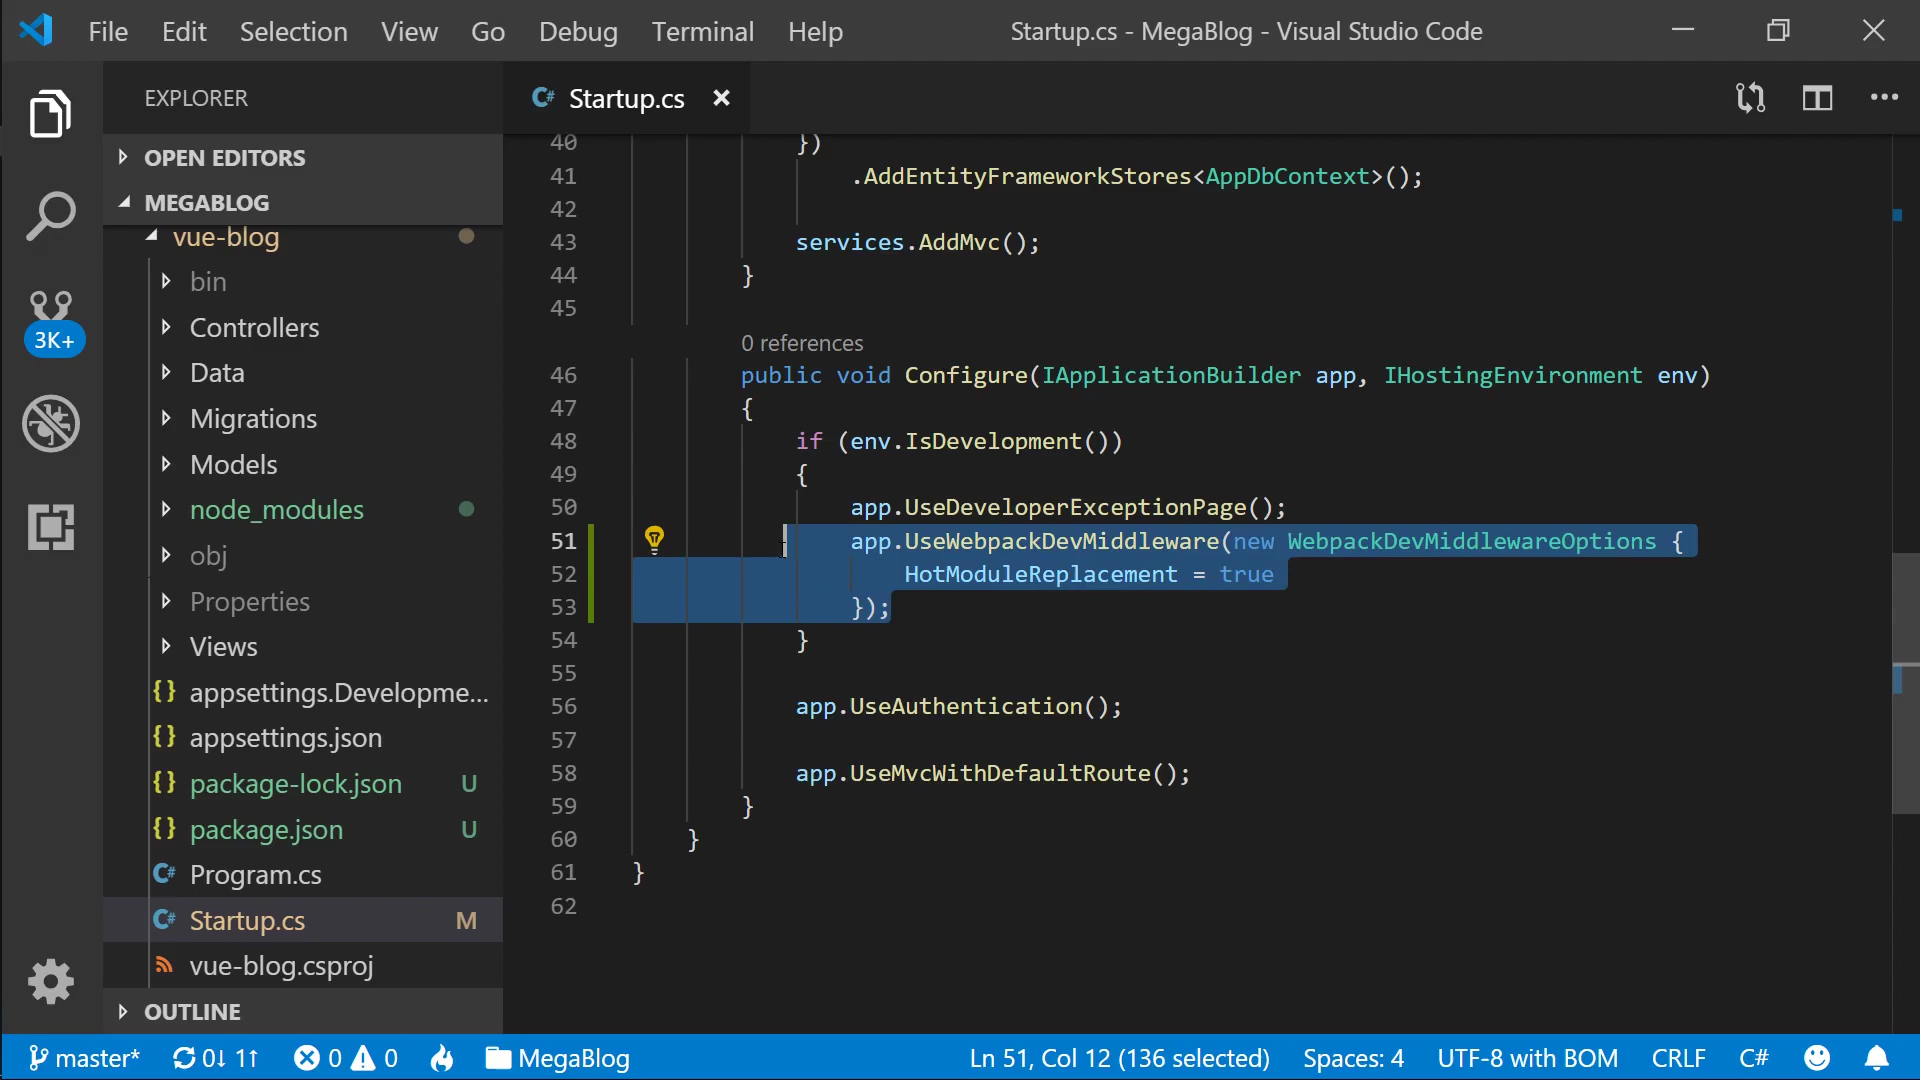 File Edit Selection View Go Debug Terminal Help Startup.cs - MegaBlog - Visual Studio Code
EXPLORER
OPEN EDITORS
MEGABLOG
vue-blog
bin
Controllers
Data
Migrations
Models
node_modules
obj
Properties
Views
{} appsettings.Developme...
{} appsettings.json
{} package-lock.json U
{} package.json U
C# Program.cs
C# Startup.cs M
vue-blog.csproj
OUTLINE
3K+
C# Startup.cs ×
40 })
41 .AddEntityFrameworkStores<AppDbContext>();
42
43 services.AddMvc();
44 }
45
0 references
46 public void Configure(IApplicationBuilder app, IHostingEnvironment env)
47 {
48 if (env.IsDevelopment())
49 {
50 app.UseDeveloperExceptionPage();
51 app.UseWebpackDevMiddleware(new WebpackDevMiddlewareOptions {
52 HotModuleReplacement = true
53 });
54 }
55
56 app.UseAuthentication();
57
58 app.UseMvcWithDefaultRoute();
59 }
60 }
61 }
62
master* 0↓ 1↑ 0 0 MegaBlog Ln 51, Col 12 (136 selected) Spaces: 4 UTF-8 with BOM CRLF C#